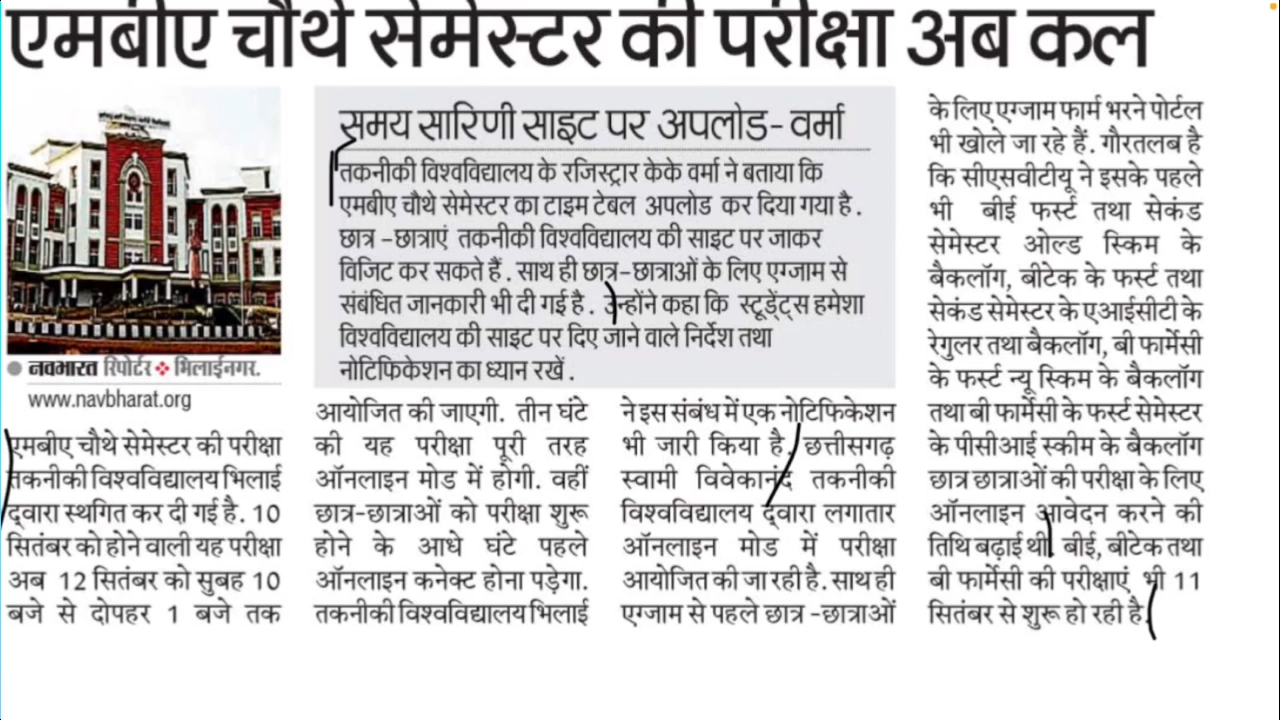 एमबीए चौथे सेमेस्टर की परीक्षा अब कल
समय सारिणी साइट पर अपलोड- वर्मा
तकनीकी विश्वविद्यालय के रजिस्ट्रार केके वर्मा ने बताया कि
एमबीए चौथे सेमेस्टर का टाइम टेबल अपलोड कर दिया गया है.
छात्र -छात्राएं तकनीकी विश्वविद्यालय की साइट पर जाकर
विजिट कर सकते हैं. साथ ही छात्र-छात्राओं के लिए एग्जाम से
संबंधित जानकारी भी दी गई है. उन्होंने कहा कि स्टूडेंट्स हमेशा
विश्वविद्यालय की साइट पर दिए जाने वाले निर्देश तथा
नोटिफिकेशन का ध्यान रखें.
नवभारत रिपोर्टर भिलाईनगर.
www.navbharat.org
एमबीए चौथे सेमेस्टर की परीक्षा
तकनीकी विश्वविद्यालय भिलाई
द्वारा स्थगित कर दी गई है. 10
सितंबर को होने वाली यह परीक्षा
अब 12 सितंबर को सुबह 10
बजे से दोपहर 1 बजे तक
आयोजित की जाएगी. तीन घंटे
की यह परीक्षा पूरी तरह
ऑनलाइन मोड में होगी. वहीं
छात्र-छात्राओं को परीक्षा शुरू
होने के आधे घंटे पहले
ऑनलाइन कनेक्ट होना पड़ेगा.
तकनीकी विश्वविद्यालय भिलाई
ने इस संबंध में एक नोटिफिकेशन
भी जारी किया है. छत्तीसगढ़
स्वामी विवेकानंद तकनीकी
विश्वविद्यालय द्वारा लगातार
ऑनलाइन मोड में परीक्षा
आयोजित की जा रही है. साथ ही
एग्जाम से पहले छात्र -छात्राओं
के लिए एग्जाम फार्म भरने पोर्टल
भी खोले जा रहे हैं. गौरतलब है
कि सीएसवीटीयू ने इसके पहले
भी बीई फर्स्ट तथा सेकंड
सेमेस्टर ओल्ड स्किम के
बैकलॉग, बीटेक के फर्स्ट तथा
सेकंड सेमेस्टर के एआईसीटी के
रेगुलर तथा बैकलॉग, बी फार्मेसी
के फर्स्ट न्यू स्किम के बैकलॉग
तथा बी फार्मेसी के फर्स्ट सेमेस्टर
के पीसीआई स्कीम के बैकलॉग
छात्र छात्राओं की परीक्षा के लिए
ऑनलाइन आवेदन करने की
तिथि बढ़ाई थी. बीई, बीटेक तथा
बी फार्मेसी की परीक्षाएं भी 11
सितंबर से शुरू हो रही है.